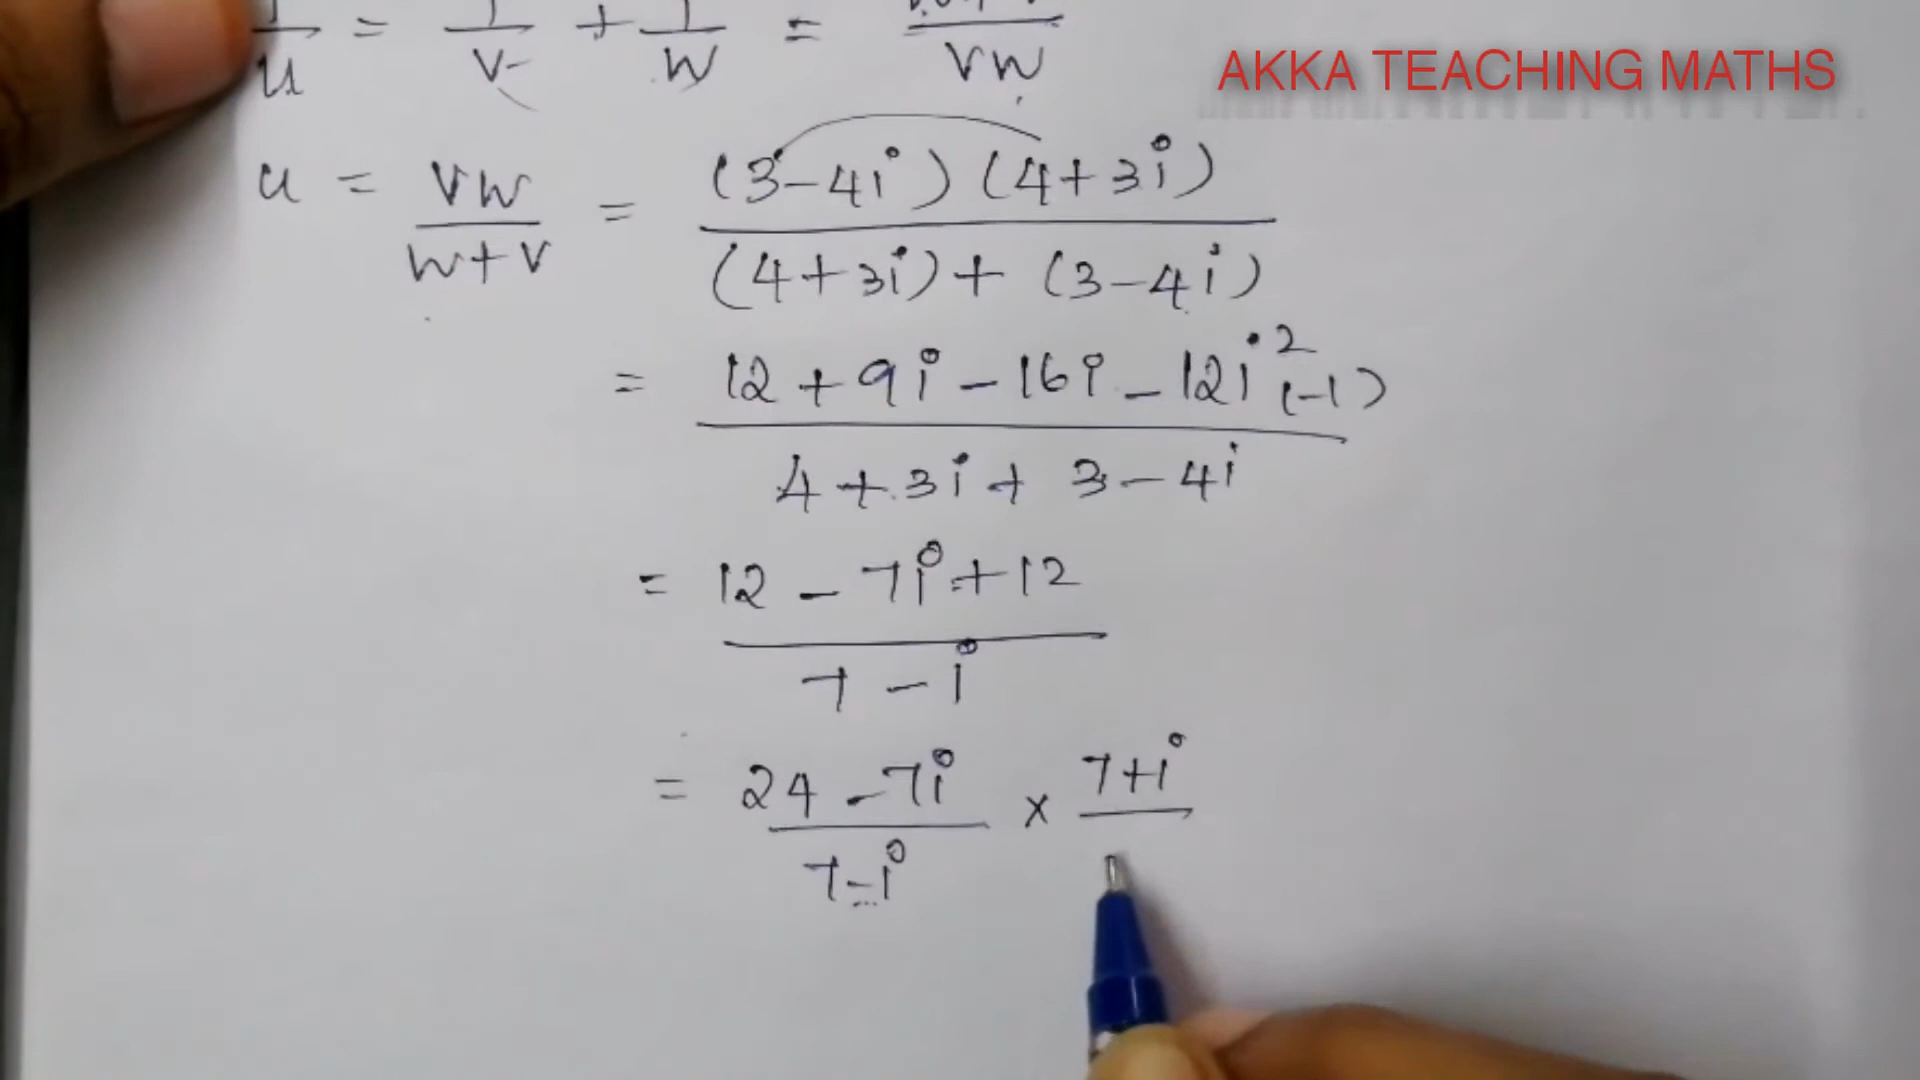 1/u = 1/v + 1/w = /vw
AKKA TEACHING MATHS
u = vw/w+v = (3-4i)(4+3i)/(4+3i)+(3-4i)
= 12+9i-16i-12i²(-1)/4+3i+3-4i
= 12-7i+12/7-i
= 24-7i/7-i × 7+i/